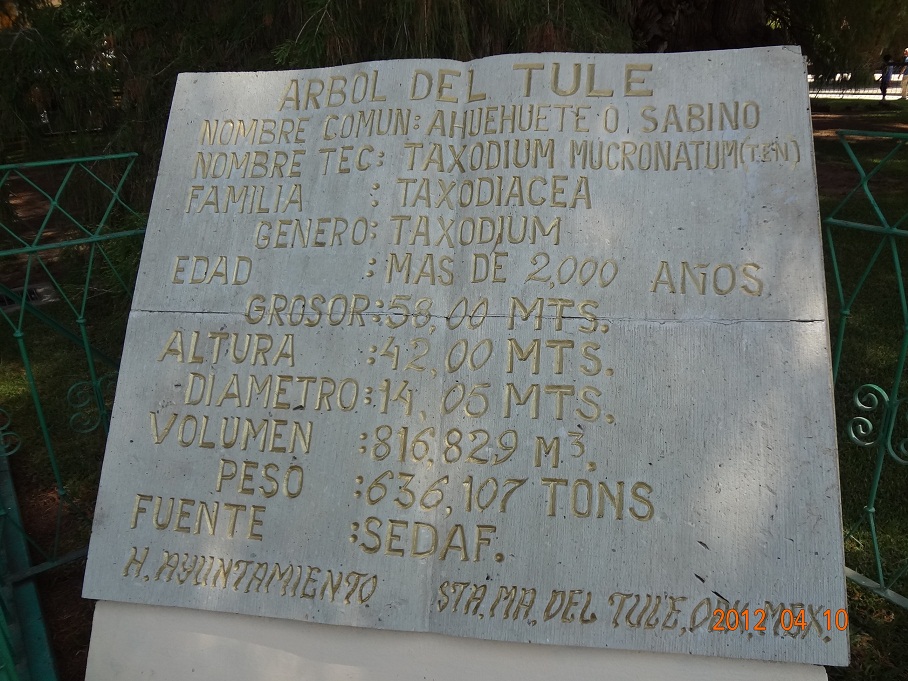 ARBOL DEL TULE
NOMBRE COMUN: AHUEHUETE O SABINO
NOMBRE TEC: TAXODIUM MUCRONATUM (TEN)
FAMILIA : TAXODIACEA
GENERO: TAXODIUM
EDAD : MAS DE 2,000 AÑOS.
GROSOR: 58,00 MTS.
ALTURA : 42,00 MTS.
DIAMETRO: 14,05 MTS.
VOLUMEN : 816,829 M³.
PESO : 636,107 TONS
FUENTE : SEDAF.
H. AYUNTAMIENTO STA. MA. DEL TULE, MEX.
2012 04 10